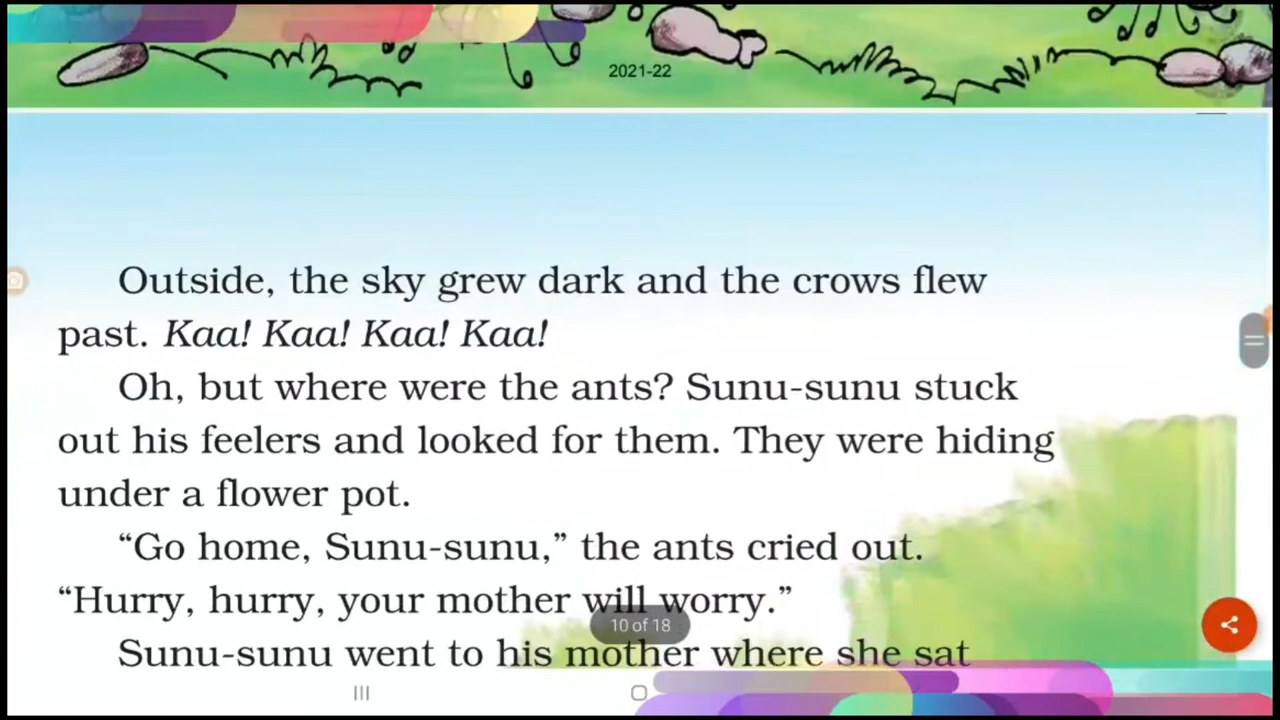 2021-22
Outside, the sky grew dark and the crows flew
past. Kaa! Kaa! Kaa! Kaa!
Oh, but where were the ants? Sunu-sunu stuck
out his feelers and looked for them. They were hiding
under a flower pot.
“Go home, Sunu-sunu,” the ants cried out.
“Hurry, hurry, your mother will worry.”
10 of 18
Sunu-sunu went to his mother where she sat